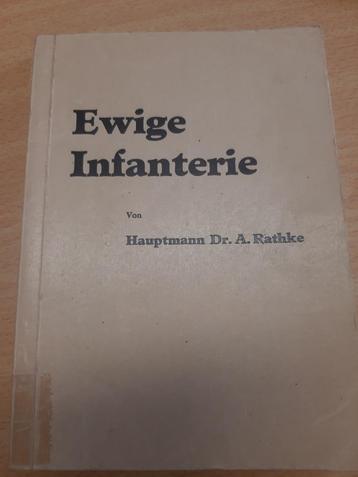 Ewige
Infanterie
Von
Hauptmann Dr. A. Rathke